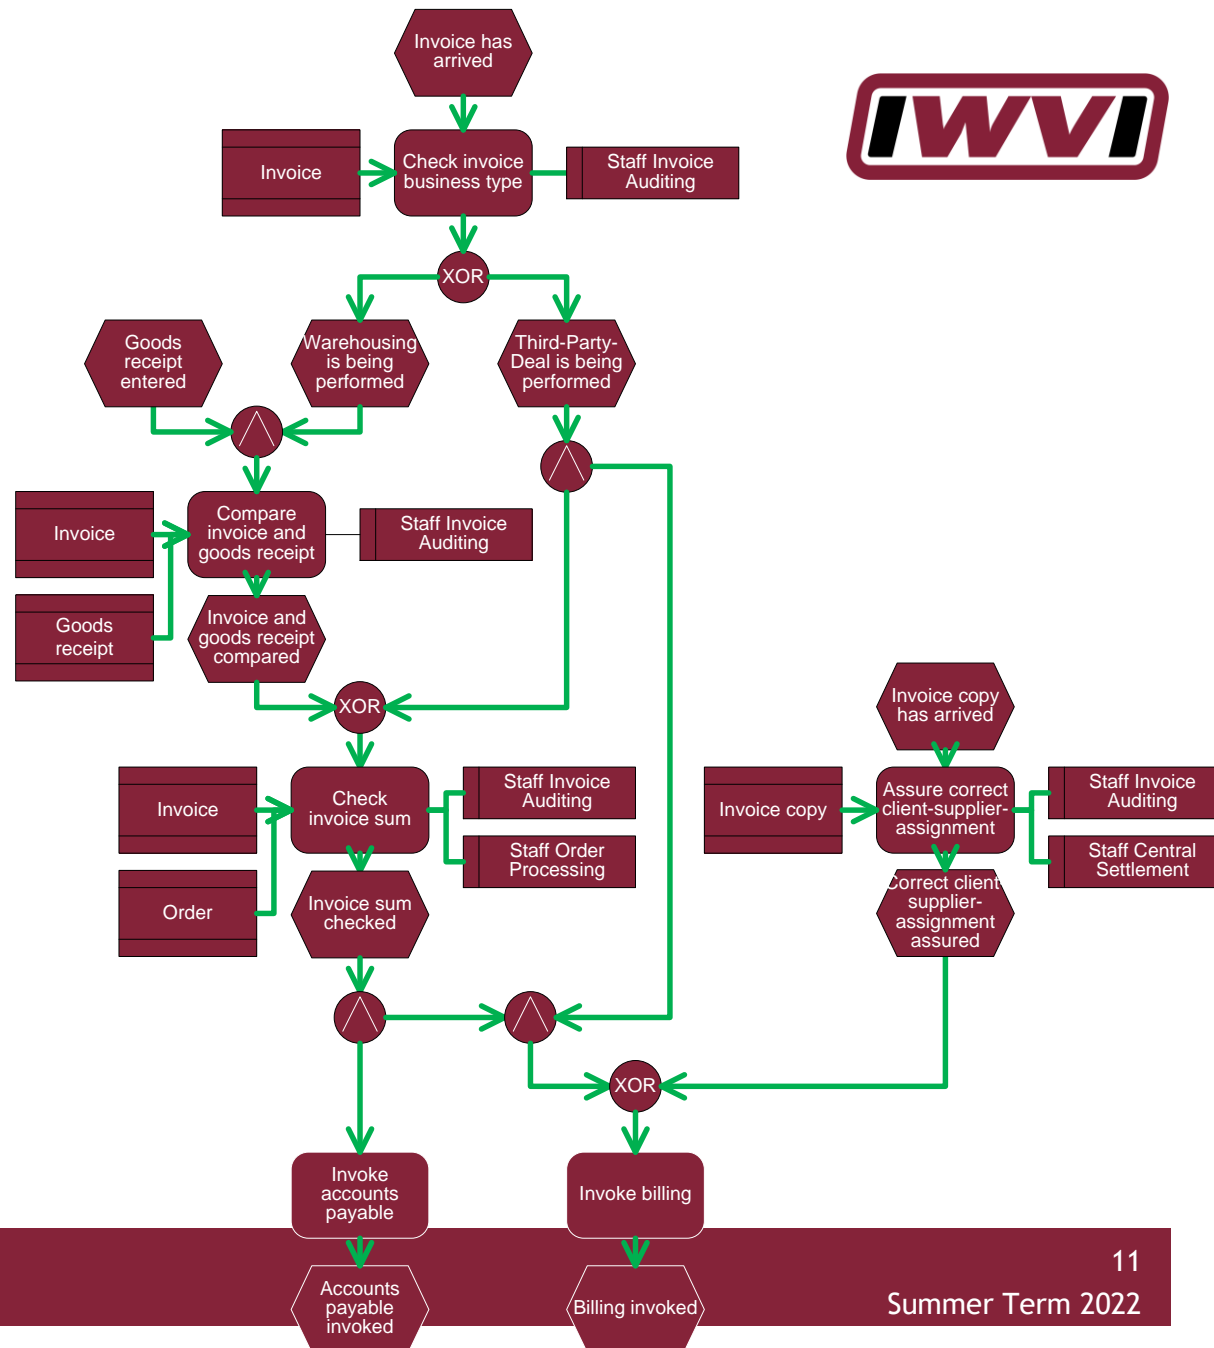 Invoice has
arrived
IWVI
Invoice
Check invoice
business type
Staff Invoice
Auditing
XOR
Goods
receipt
entered
Warehousing
is being
performed
Third-Party-
Deal is being
performed
Invoice
Compare
invoice and
goods receipt
Staff Invoice
Auditing
Goods
receipt
Invoice and
goods receipt
compared
XOR
Invoice copy
has arrived
Invoice
Check
invoice sum
Staff Invoice
Auditing
Staff Order
Processing
Invoice copy
Assure correct
client-supplier-
assignment
Staff Invoice
Auditing
Staff Central
Settlement
Order
Invoice sum
checked
Correct client-
supplier-
assignment
assured
XOR
Invoke
accounts
payable
Invoke billing
Accounts
payable
invoked
Billing invoked
11
Summer Term 2022